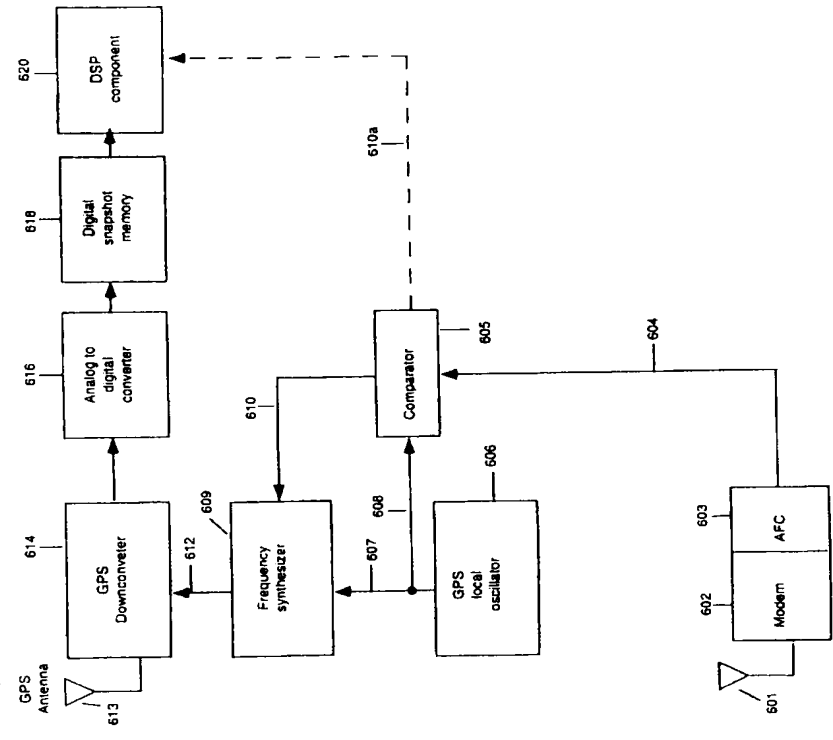 GPS
Antenna
613
614
GPS
Downconveter
616
Analog to
digital
converter
618
Digital
snapshot
memory
620
DSP
component
612
609
Frequency
synthesizer
610
610a
607
608
Comparator
605
606
GPS
local
oscillator
604
601
602
Modem
603
AFC